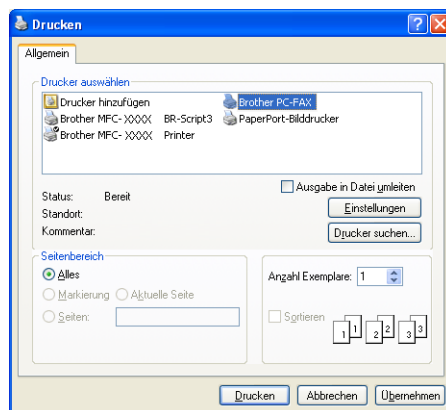 Drucken
Allgemein
Drucker auswählen
Drucker hinzufügen
Brother PC-FAX
Brother MFC- XXXX BR-Script3
PaperPort-Bilddrucker
Brother MFC- XXXX Printer
Status: Bereit
Standort:
Kommentar:
Ausgabe in Datei umleiten
Einstellungen
Drucker suchen...
Seitenbereich
Alles
Markierung
Aktuelle Seite
Seiten:
Angahl Exemplare: 1
Sortieren
1 1 2 2 3 3
Drucken
Abbrechen
Übernehmen